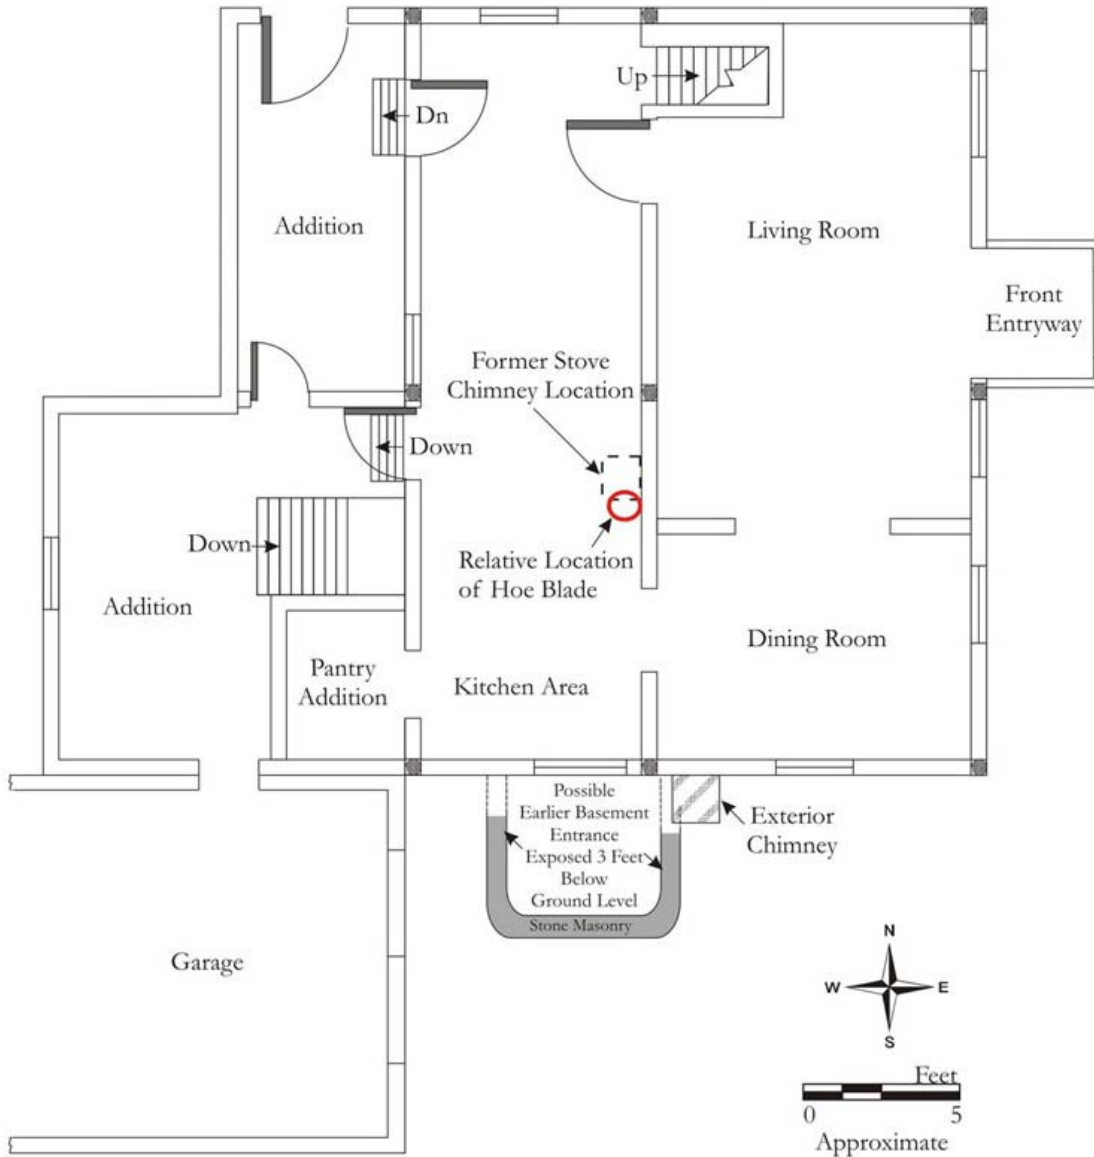 Up
Dn
Addition
Living Room
Front
Entryway
Former Stove
Chimney Location
Down
Down
Relative Location
of Hoe Blade
Addition
Dining Room
Pantry
Addition
Kitchen Area
Possible
Earlier Basement
Entrance
Exposed 3 Feet
Below
Ground Level
Stone Masonry
Exterior
Chimney
Garage
N
W
E
S
Feet
0
5
Approximate